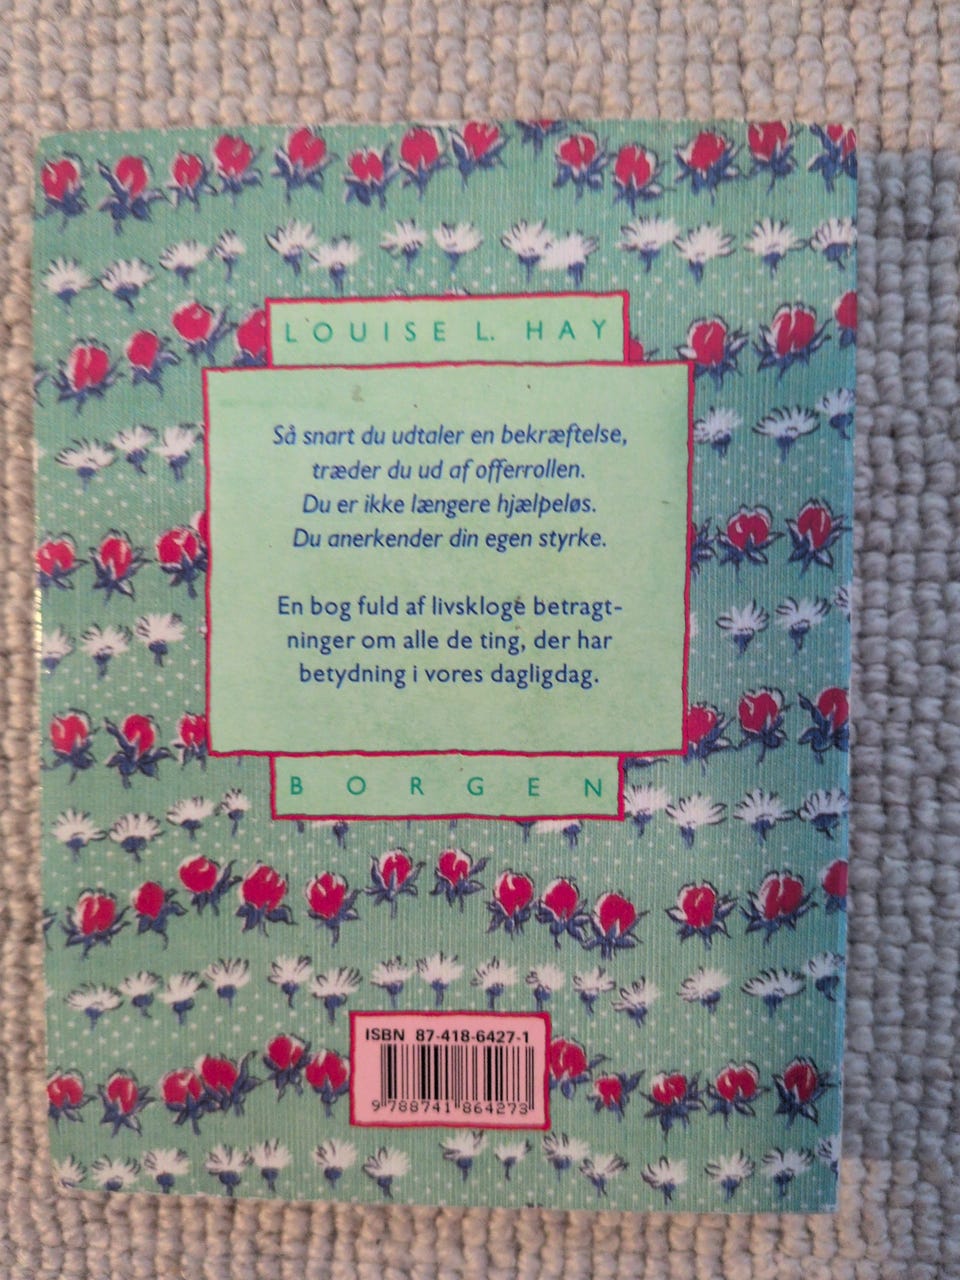 LOUISE L. HAY
Så snart du udtaler en bekræftelse,
træder du ud af offerrollen.
Du er ikke længere hjælpeløs.
Du anerkender din egen styrke.
En bog fuld af livskloge betragt-
ninger om alle de ting, der har
betydning i vores dagligdag.
BORGEN
ISBN 87-418-6427-1
9 788741 864273